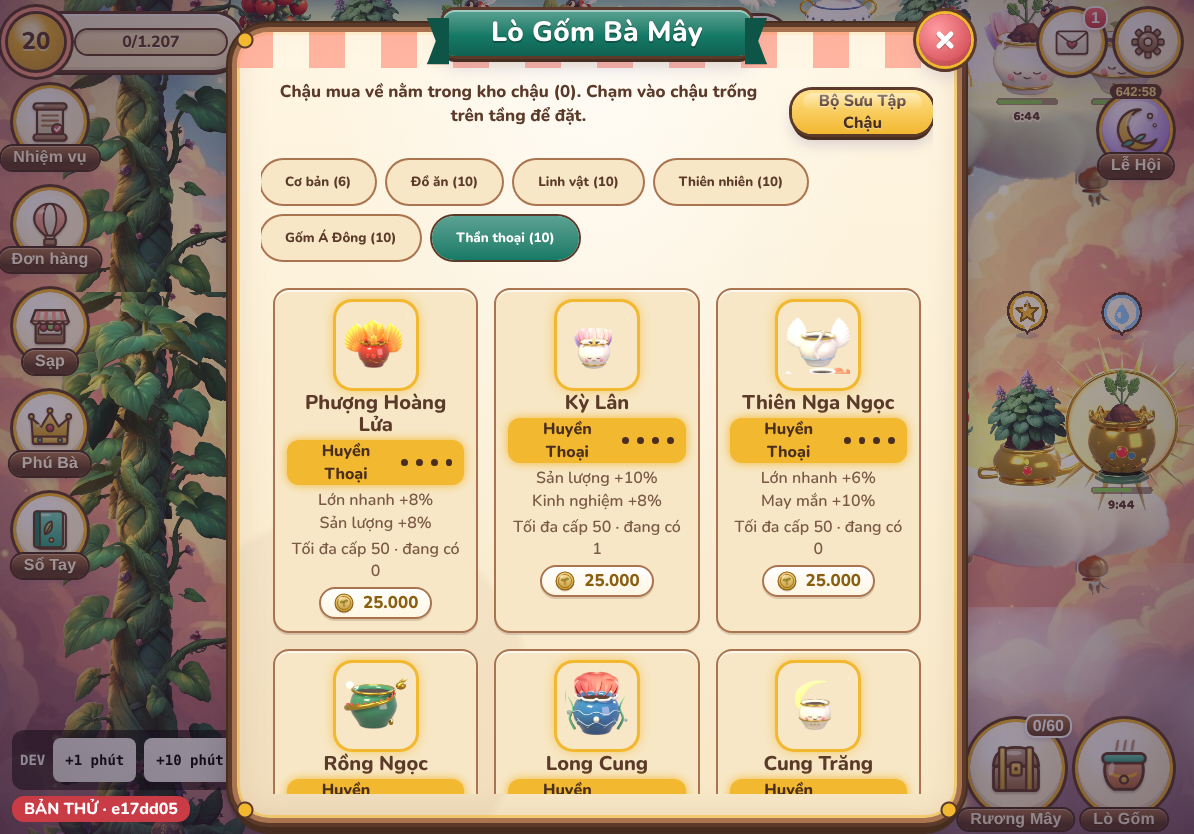 Lò Gốm Bà Mây
20
0/1.207
1
Chậu mua về nằm trong kho chậu (0). Chạm vào chậu trống
trên tầng để đặt.
Bộ Sưu Tập
Chậu
642:58
6:44
Nhiệm vụ
Lễ Hội
Cơ bản (6)
Đồ ăn (10)
Linh vật (10)
Thiên nhiên (10)
Gốm Á Đông (10)
Thần thoại (10)
Đơn hàng
Sạp
Phú Bà
Sổ Tay
Phượng Hoàng
Lửa
Huyền
Thoại
Lớn nhanh +8%
Sản lượng +8%
Tối đa cấp 50 · đang có
0
25.000
Kỳ Lân
Huyền
Thoại
Sản lượng +10%
Kinh nghiệm +8%
Tối đa cấp 50 · đang có
1
25.000
Thiên Nga Ngọc
Huyền
Thoại
Lớn nhanh +6%
May mắn +10%
Tối đa cấp 50 · đang có
0
25.000
9:44
Rồng Ngọc
Huyền
Long Cung
Huyền
Cung Trăng
Huyền
DEV
+1 phút
+10 phút
BẢN THỬ · e17dd05
0/60
Rương Mây
Lò Gốm